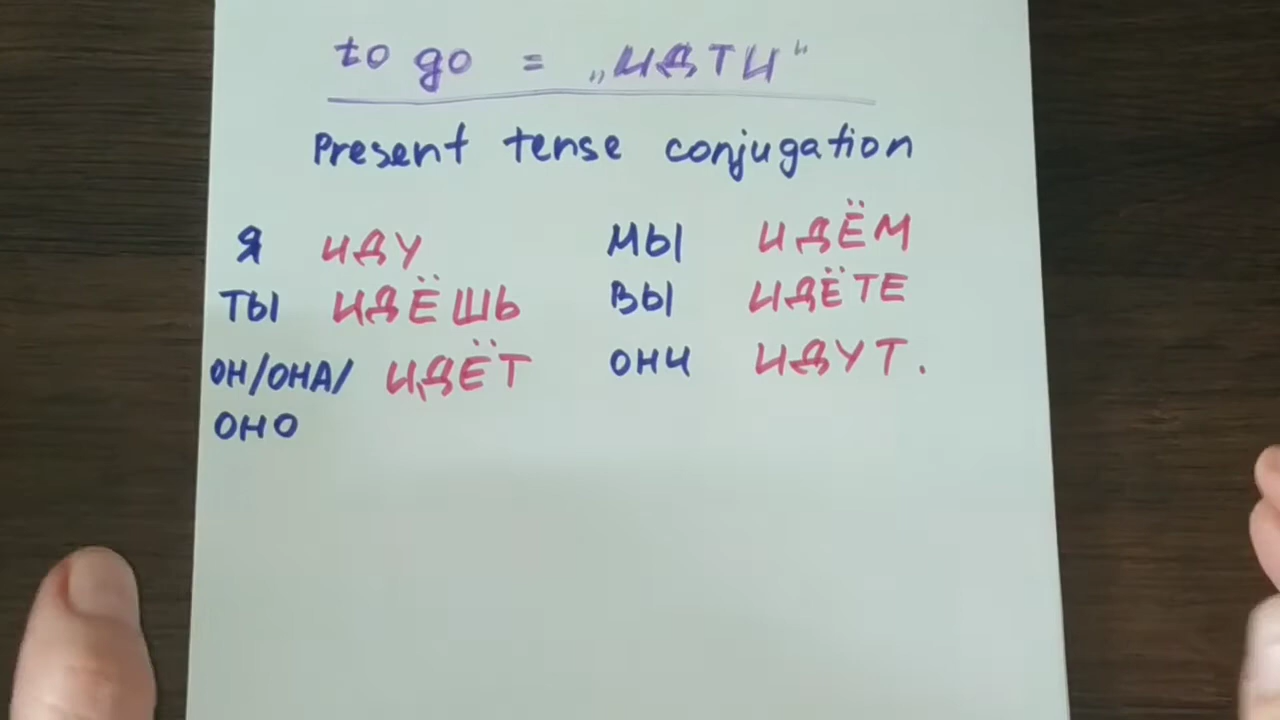 to go = „ИДТИ“
Present tense conjugation
Я ИДУ
ТЫ ИДЁШЬ
ОН/ОНА/ ИДЁТ
ОНО
МЫ ИДЁМ
ВЫ ИДЁТЕ
ОНИ ИДУТ.